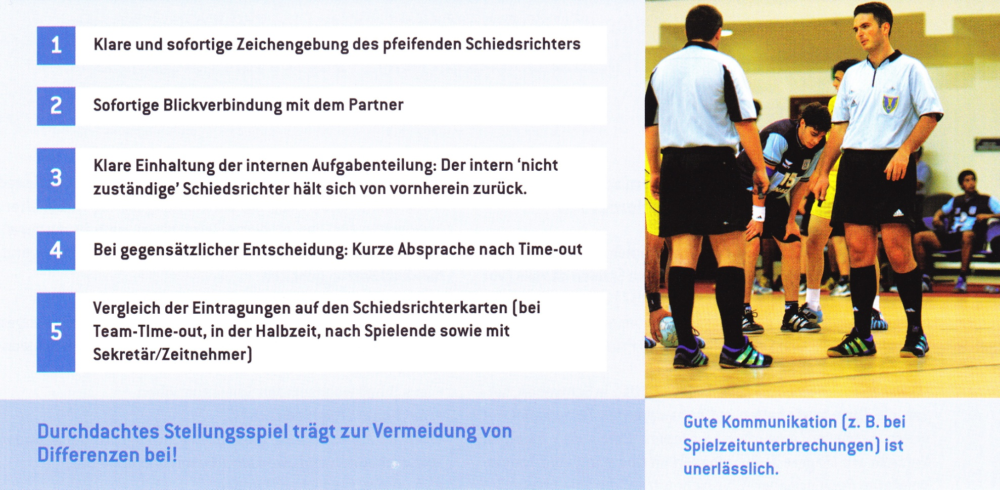 1
Klare und sofortige Zeichengebung des pfeifenden Schiedsrichters
2
Sofortige Blickverbindung mit dem Partner
3
Klare Einhaltung der internen Aufgabenteilung: Der intern ‘nicht
zuständige’ Schiedsrichter hält sich von vornherein zurück.
4
Bei gegensätzlicher Entscheidung: Kurze Absprache nach Time-out
5
Vergleich der Eintragungen auf den Schiedsrichterkarten (bei
Team-TIme-out, in der Halbzeit, nach Spielende sowie mit
Sekretär/Zeitnehmer)
Durchdachtes Stellungsspiel trägt zur Vermeidung von
Differenzen bei!
15
Gute Kommunikation (z. B. bei
Spielzeitunterbrechungen) ist
unerlässlich.